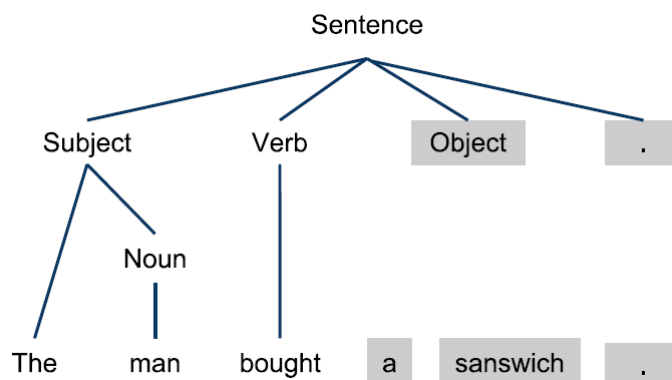 Sentence
Subject Verb Object .
Noun
The man bought a sanswich .